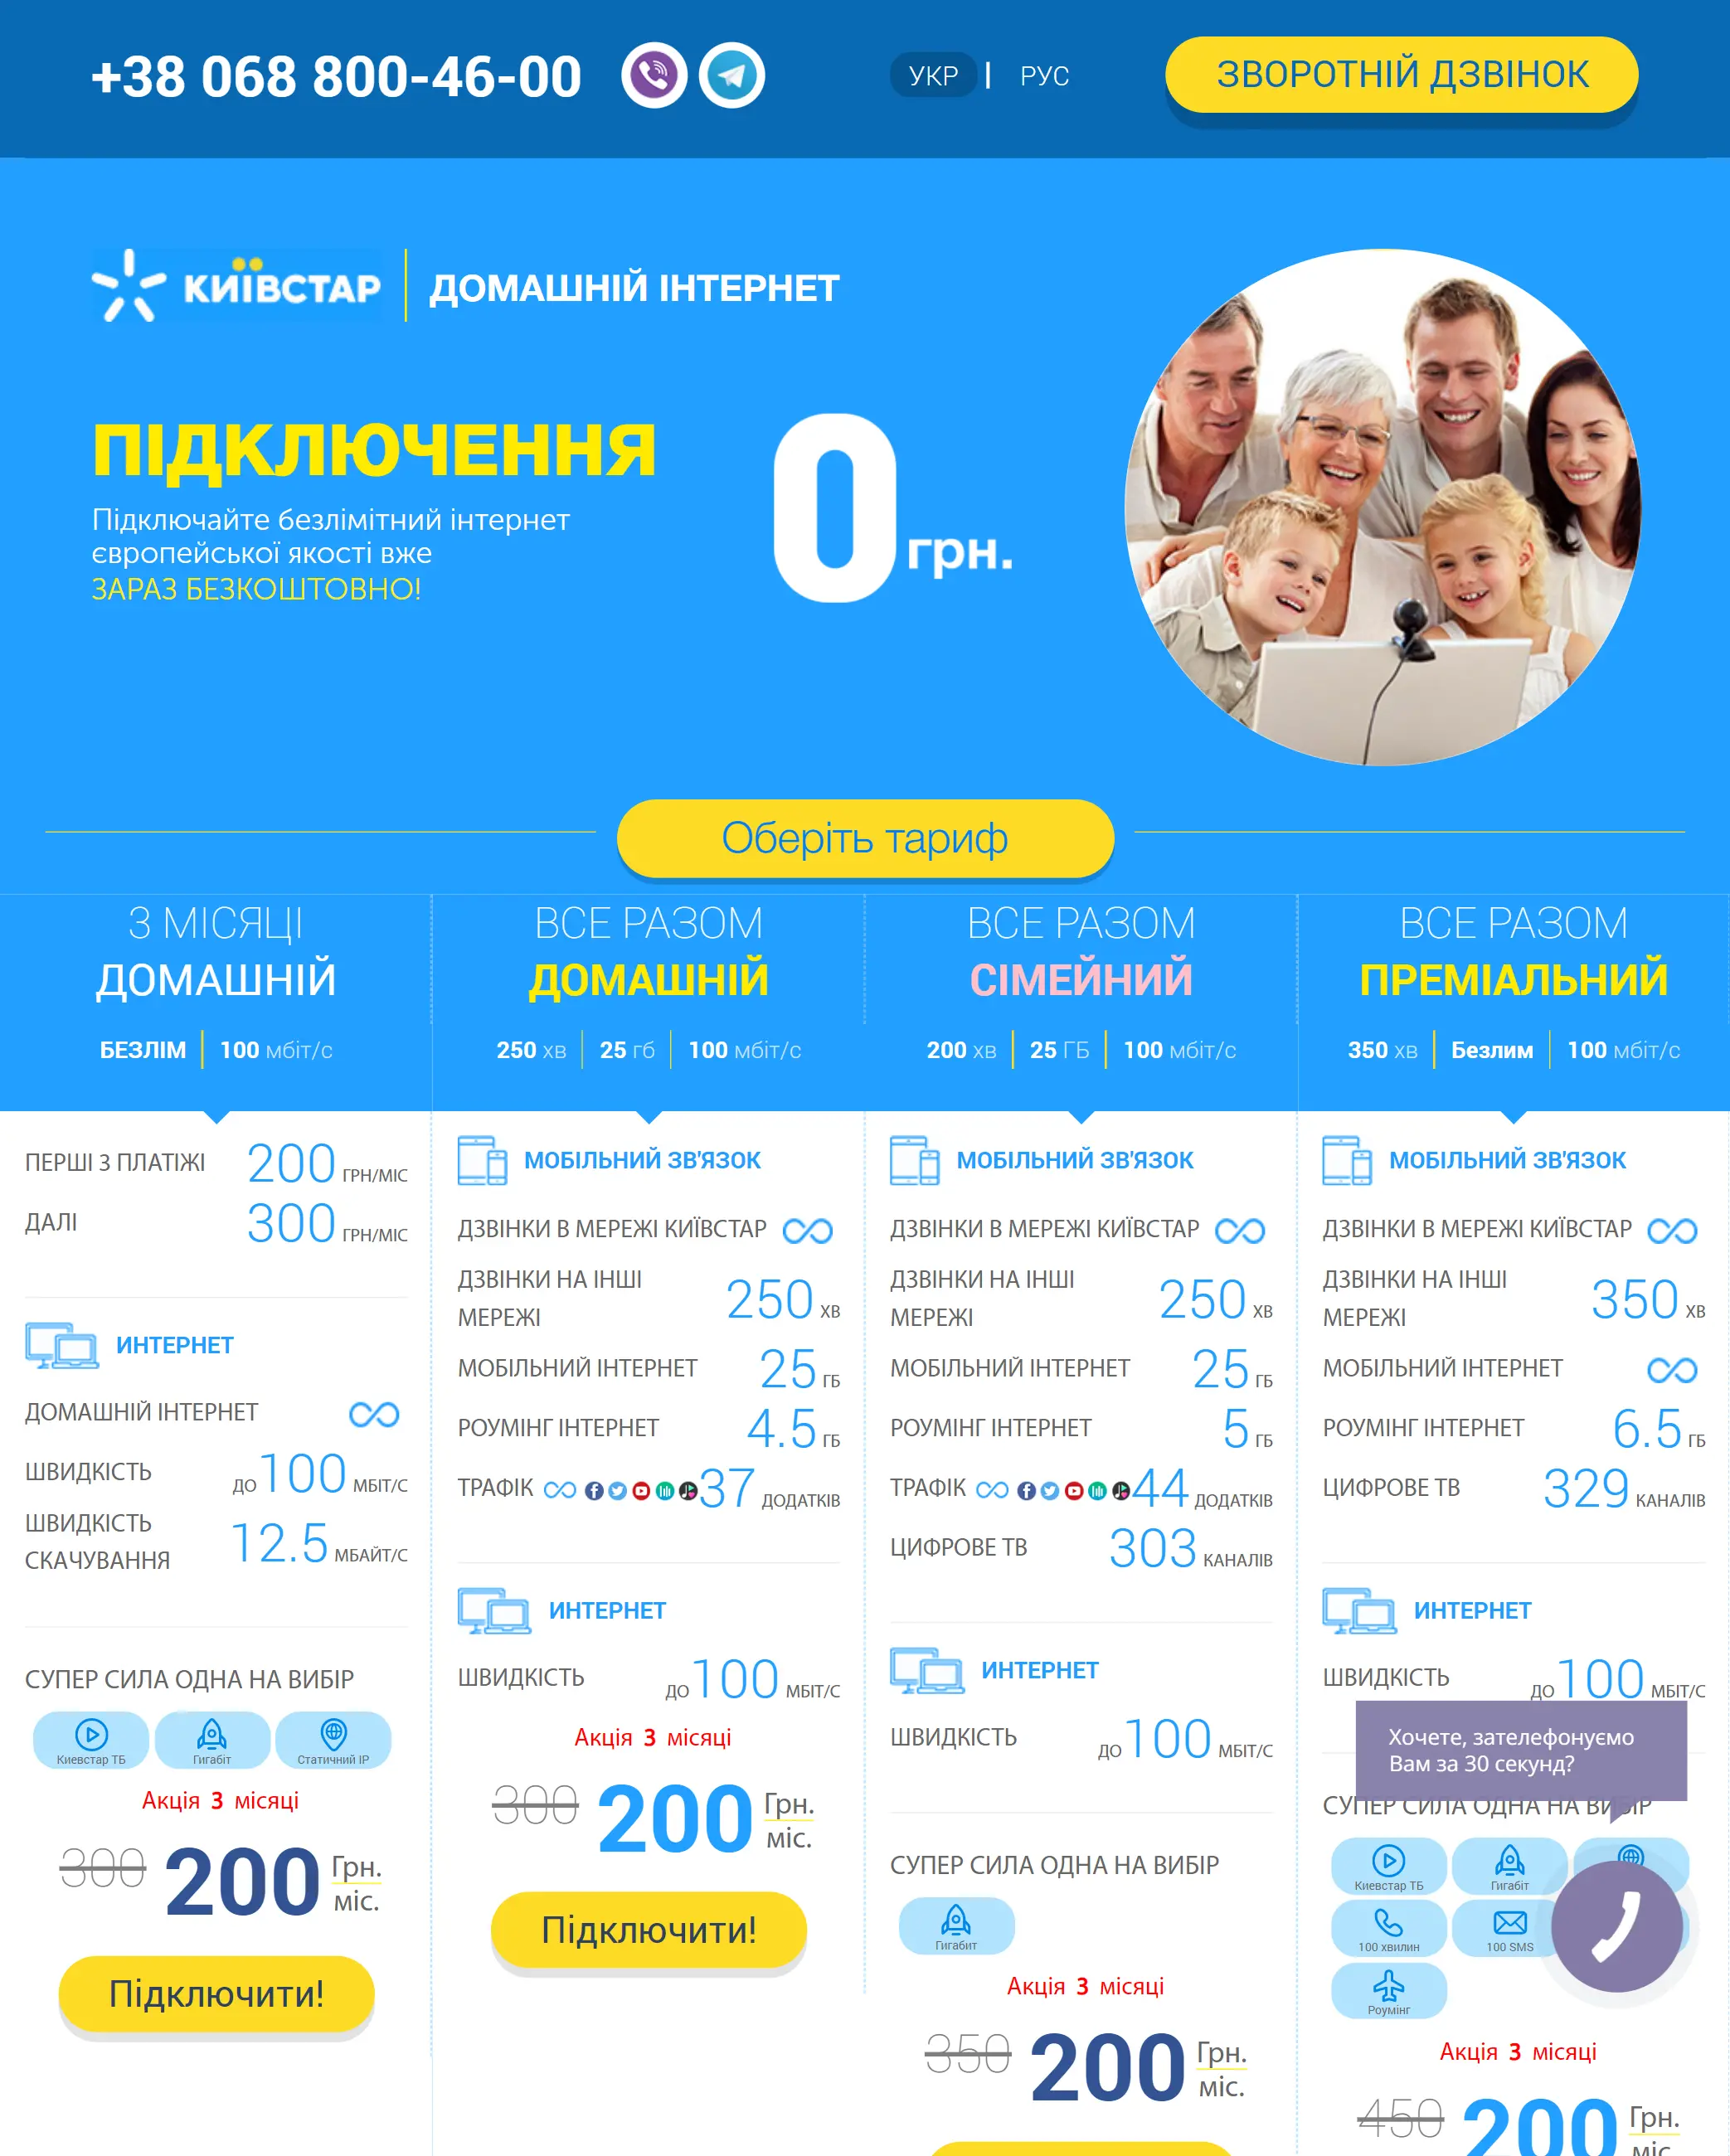 +38 068 800-46-00
УКР | РУС
ЗВОРОТНІЙ ДЗВІНОК
КИЇВСТАР
ДОМАШНІЙ ІНТЕРНЕТ
ПІДКЛЮЧЕННЯ
Підключайте безлімітний інтернет
європейської якості вже
ЗАРАЗ БЕЗКОШТОВНО!
0 грн.
Оберіть тариф
3 МІСЯЦІ
ДОМАШНІЙ
БЕЗЛІМ 100 мбіт/с
ПЕРШІ 3 ПЛАТІЖІ 200 ГРН/МІС
ДАЛІ 300 ГРН/МІС
ИНТЕРНЕТ
ДОМАШНІЙ ІНТЕРНЕТ
ШВИДКІСТЬ ДО 100 МБІТ/С
ШВИДКІСТЬ
СКАЧУВАННЯ 12.5 МБАЙТ/С
СУПЕР СИЛА ОДНА НА ВИБІР
Киевстар ТБ Гигабіт Статичний IP
Акція 3 місяці
300 200 Грн.
міс.
Підключити!
ВСЕ РАЗОМ
ДОМАШНІЙ
250 хв 25 гб 100 мбіт/с
МОБІЛЬНИЙ ЗВ'ЯЗОК
ДЗВІНКИ В МЕРЕЖІ КИЇВСТАР
ДЗВІНКИ НА ІНШІ
МЕРЕЖІ 250 ХВ
МОБІЛЬНИЙ ІНТЕРНЕТ 25 ГБ
РОУМІНГ ІНТЕРНЕТ 4.5 ГБ
ТРАФІК 37 ДОДАТКІВ
ИНТЕРНЕТ
ШВИДКІСТЬ ДО 100 МБІТ/С
Акція 3 місяці
300 200 Грн.
міс.
Підключити!
ВСЕ РАЗОМ
СІМЕЙНИЙ
200 хв 25 ГБ 100 мбіт/с
МОБІЛЬНИЙ ЗВ'ЯЗОК
ДЗВІНКИ В МЕРЕЖІ КИЇВСТАР
ДЗВІНКИ НА ІНШІ
МЕРЕЖІ 250 ХВ
МОБІЛЬНИЙ ІНТЕРНЕТ 25 ГБ
РОУМІНГ ІНТЕРНЕТ 5 ГБ
ТРАФІК 44 ДОДАТКІВ
ЦИФРОВЕ ТВ 303 КАНАЛІВ
ИНТЕРНЕТ
ШВИДКІСТЬ ДО 100 МБІТ/С
СУПЕР СИЛА ОДНА НА ВИБІР
Гигабит
Акція 3 місяці
350 200 Грн.
міс.
ВСЕ РАЗОМ
ПРЕМІАЛЬНИЙ
350 хв Безлим 100 мбіт/с
МОБІЛЬНИЙ ЗВ'ЯЗОК
ДЗВІНКИ В МЕРЕЖІ КИЇВСТАР
ДЗВІНКИ НА ІНШІ
МЕРЕЖІ 350 ХВ
МОБІЛЬНИЙ ІНТЕРНЕТ
РОУМІНГ ІНТЕРНЕТ 6.5 ГБ
ЦИФРОВЕ ТВ 329 КАНАЛІВ
ИНТЕРНЕТ
ШВИДКІСТЬ ДО 100 МБІТ/С
Хочете, зателефонуємо
Вам за 30 секунд?
СУПЕР СИЛА ОДНА НА ВИБІР
Киевстар ТБ Гигабіт
100 хвилин 100 SMS
Роумінг
Акція 3 місяці
450 200 Грн.
міс.